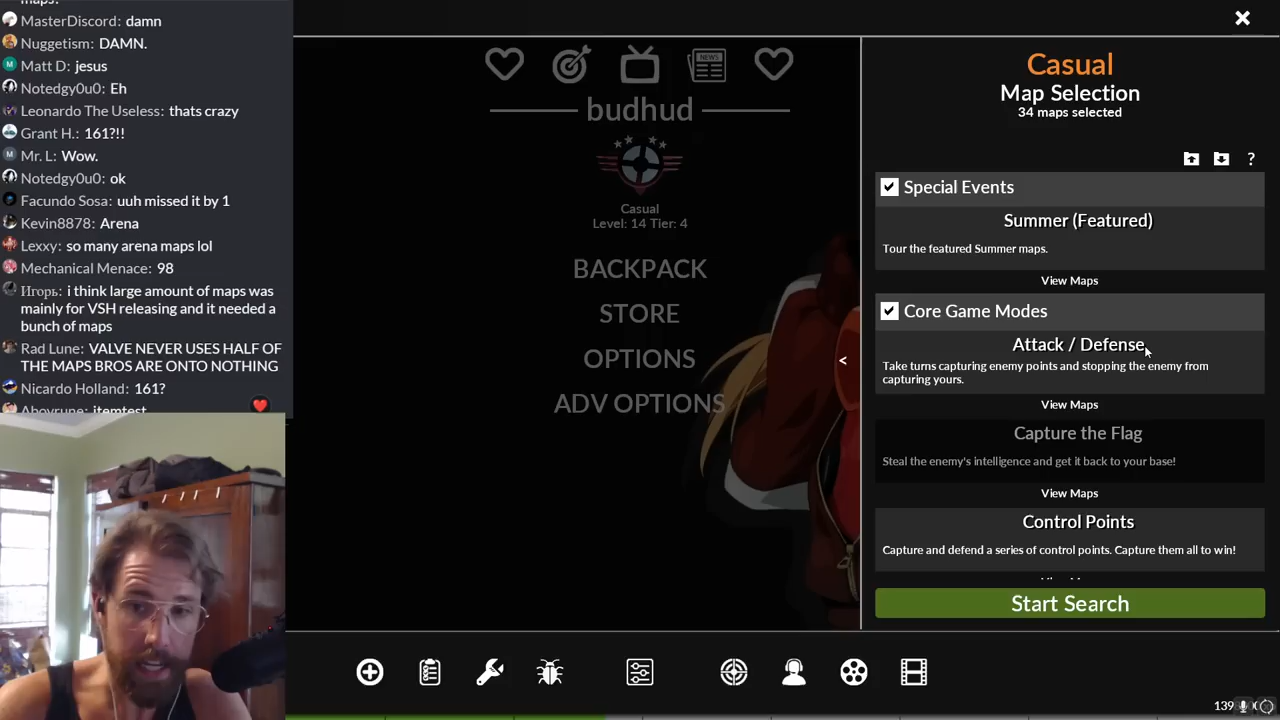 maps?
MasterDiscord: damn
Nuggetism: DAMN.
Matt D: jesus
Notedgy0u0: Eh
Leonardo The Useless: thats crazy
Grant H.: 161?!!
Mr. L: Wow.
Notedgy0u0: ok
Facundo Sosa: uuh missed it by 1
Kevin8878: Arena
Lexxy: so many arena maps lol
Mechanical Menace: 98
Игорь: i think large amount of maps was
mainly for VSH releasing and it needed a
bunch of maps
Rad Lune: VALVE NEVER USES HALF OF
THE MAPS BROS ARE ONTO NOTHING
Nicardo Holland: 161?
itemtest
NEWS
budhud
Casual
Level: 14 Tier: 4
BACKPACK
STORE
OPTIONS
ADV OPTIONS
<
Casual
Map Selection
34 maps selected
?
Special Events
Summer (Featured)
Tour the featured Summer maps.
View Maps
Core Game Modes
Attack / Defense
Take turns capturing enemy points and stopping the enemy from
capturing yours.
View Maps
Capture the Flag
Steal the enemy's intelligence and get it back to your base!
View Maps
Control Points
Capture and defend a series of control points. Capture them all to win!
Start Search